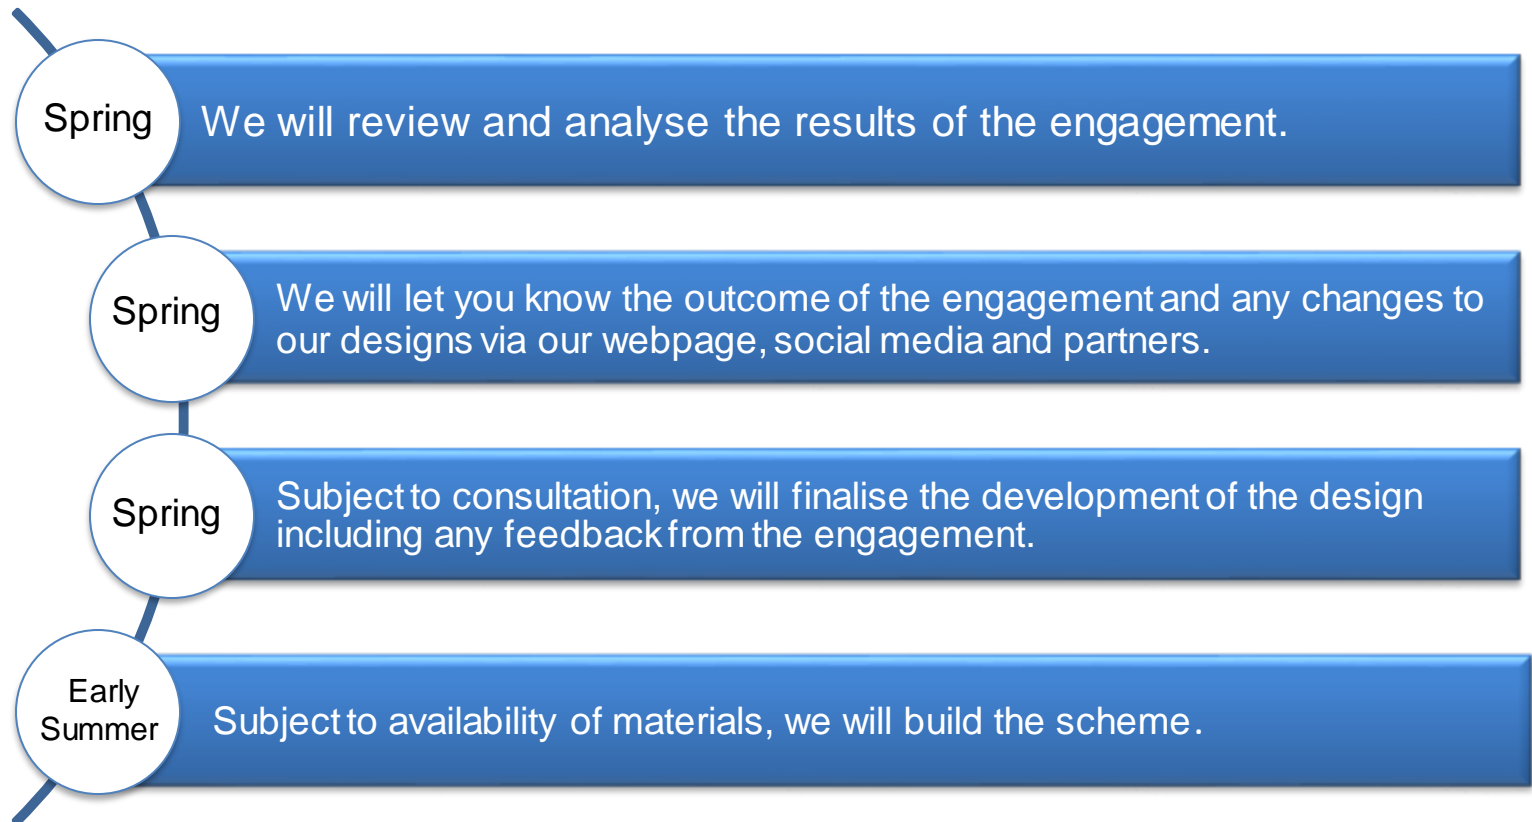 Spring
We will review and analyse the results of the engagement.
Spring
We will let you know the outcome of the engagement and any changes to
our designs via our webpage, social media and partners.
Spring
Subject to consultation, we will finalise the development of the design
including any feedback from the engagement.
Early
Summer
Subject to availability of materials, we will build the scheme.